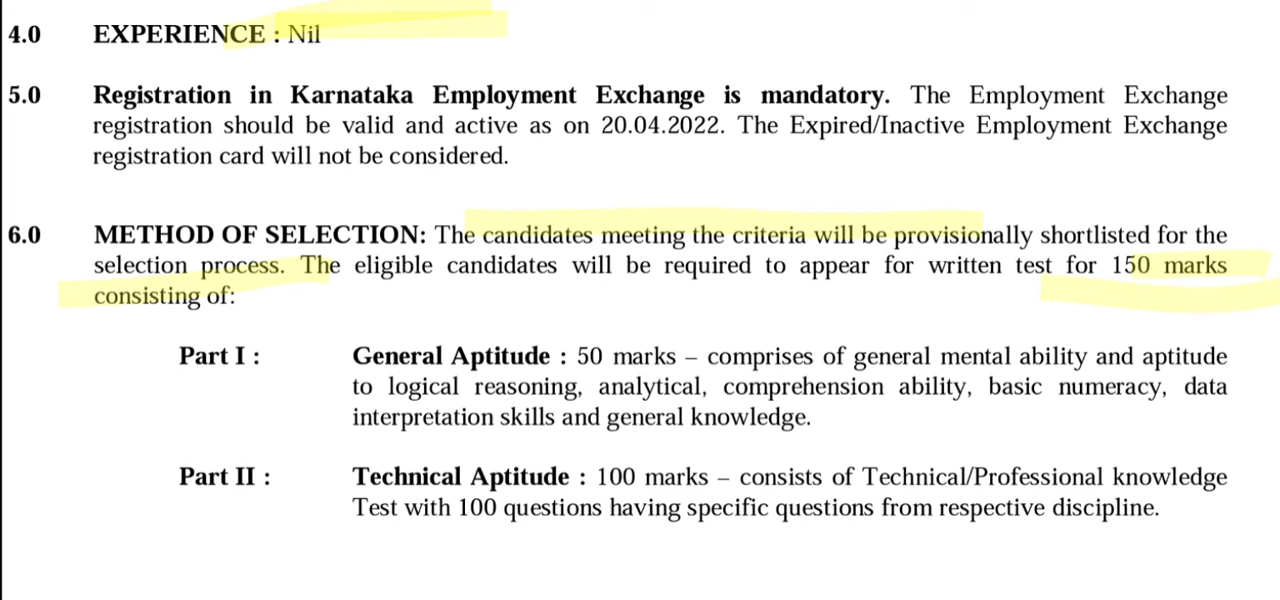 4.0 EXPERIENCE : Nil
5.0 Registration in Karnataka Employment Exchange is mandatory. The Employment Exchange
registration should be valid and active as on 20.04.2022. The Expired/Inactive Employment Exchange
registration card will not be considered.
6.0 METHOD OF SELECTION: The candidates meeting the criteria will be provisionally shortlisted for the
selection process. The eligible candidates will be required to appear for written test for 150 marks
consisting of:
Part I : General Aptitude : 50 marks – comprises of general mental ability and aptitude
to logical reasoning, analytical, comprehension ability, basic numeracy, data
interpretation skills and general knowledge.
Part II : Technical Aptitude : 100 marks – consists of Technical/Professional knowledge
Test with 100 questions having specific questions from respective discipline.